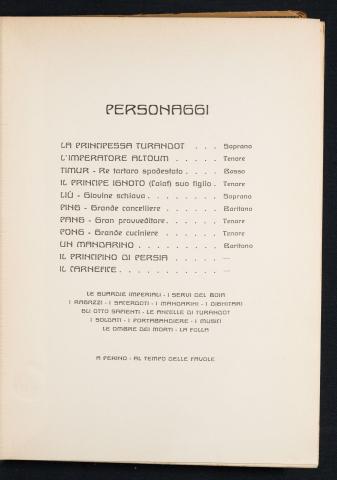 PERSONAGGI
LA PRINCIPESSA TURANDOT . . . Soprano
L'IMPERATORE ALTOUM . . . . . Tenore
TIMUR - Re tartaro spodestato . . . . Basso
IL PRINCIPE IGNOTO (Calaf) suo figlio . Tenore
LIÙ - Giovine schiava . . . . . . . . Soprano
PING - Grande cancelliere . . . . . . Baritono
PANG - Gran provveditore . . . . . . Tenore
PONG - Grande cuciniere . . . . . . Tenore
UN MANDARINO . . . . . . . . . Baritono
IL PRINCIPINO DI PERSIA . . . . . —
IL CARNEFICE . . . . . . . . . . . —
LE GUARDIE IMPERIALI - I SERVI DEL BOIA
I RAGAZZI - I SACERDOTI - I MANDARINI - I DIGNITARI
GLI OTTO SAPIENTI - LE ANCELLE DI TURANDOT
I SOLDATI - I PORTABANDIERE - I MUSICI
LE OMBRE DEI MORTI - LA FOLLA
A PEKINO - AL TEMPO DELLE FAVOLE